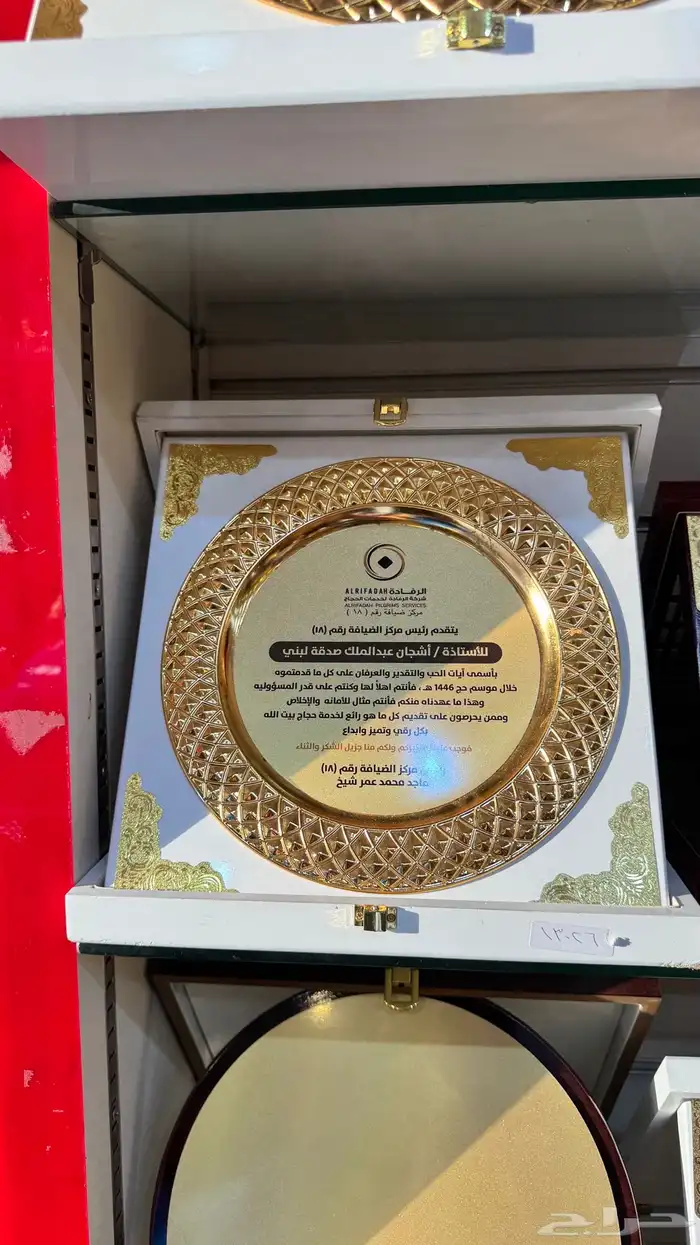 ALRIFADAH الرفادة
شركة الرفادة لخدمات الحجاج
ALRIFADAH PILGRIMS SERVICES
مركز ضيافة رقم ( ١٨ )
يتقدم رئيس مركز الضيافة رقم (١٨)
للأستاذة / أشجان عبدالملك صدقة لبني
بأسمى آيات الحب والتقدير والعرفان على كل ما قدمتموه
خلال موسم حج 1446 هـ ، فأنتم اهلاً لها وكنتم على قدر المسؤوليه
وهذا ما عهدناه منكم فأنتم مثال للأمانه والإخلاص
وممن يحرصون على تقديم كل ما هو رائع لخدمة حجاج بيت الله
بكل رقي وتميز وابداع
ولكم منا جزيل الشكر والثناء
مركز الضيافة رقم (١٨)
ماجد محمد عمر شيخ
١٣٠٢٦
حراج